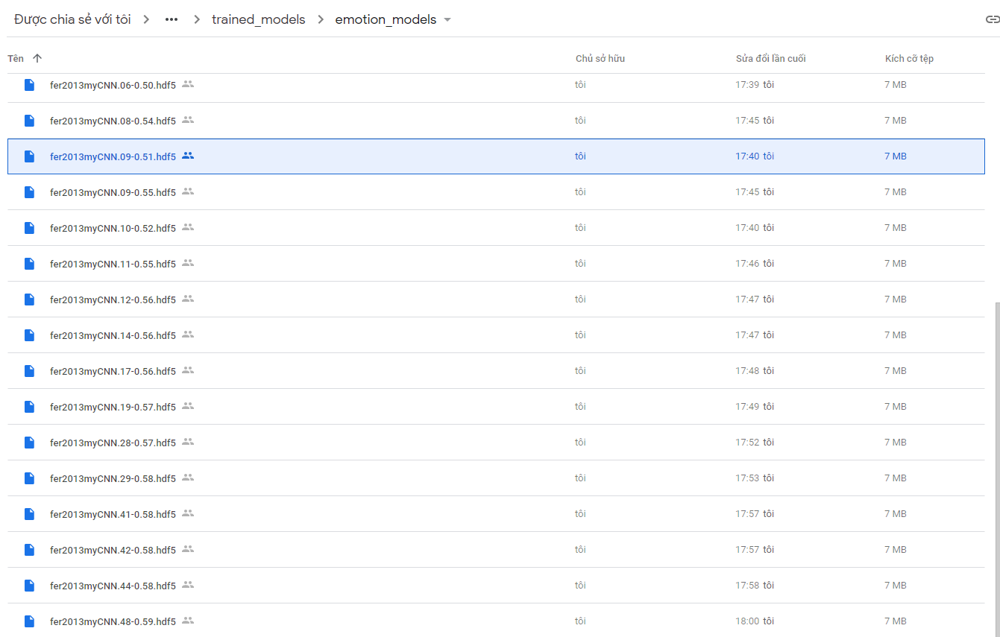 Được chia sẻ với tôi > ••• > trained_models > emotion_models
Tên Chủ sở hữu Sửa đổi lần cuối Kích cỡ tệp
fer2013myCNN.06-0.50.hdf5 tôi 17:39 tôi 7 MB
fer2013myCNN.08-0.54.hdf5 tôi 17:45 tôi 7 MB
fer2013myCNN.09-0.51.hdf5 tôi 17:40 tôi 7 MB
fer2013myCNN.09-0.55.hdf5 tôi 17:45 tôi 7 MB
fer2013myCNN.10-0.52.hdf5 tôi 17:40 tôi 7 MB
fer2013myCNN.11-0.55.hdf5 tôi 17:46 tôi 7 MB
fer2013myCNN.12-0.56.hdf5 tôi 17:47 tôi 7 MB
fer2013myCNN.14-0.56.hdf5 tôi 17:47 tôi 7 MB
fer2013myCNN.17-0.56.hdf5 tôi 17:48 tôi 7 MB
fer2013myCNN.19-0.57.hdf5 tôi 17:49 tôi 7 MB
fer2013myCNN.28-0.57.hdf5 tôi 17:52 tôi 7 MB
fer2013myCNN.29-0.58.hdf5 tôi 17:53 tôi 7 MB
fer2013myCNN.41-0.58.hdf5 tôi 17:57 tôi 7 MB
fer2013myCNN.42-0.58.hdf5 tôi 17:57 tôi 7 MB
fer2013myCNN.44-0.58.hdf5 tôi 17:58 tôi 7 MB
fer2013myCNN.48-0.59.hdf5 tôi 18:00 tôi 7 MB